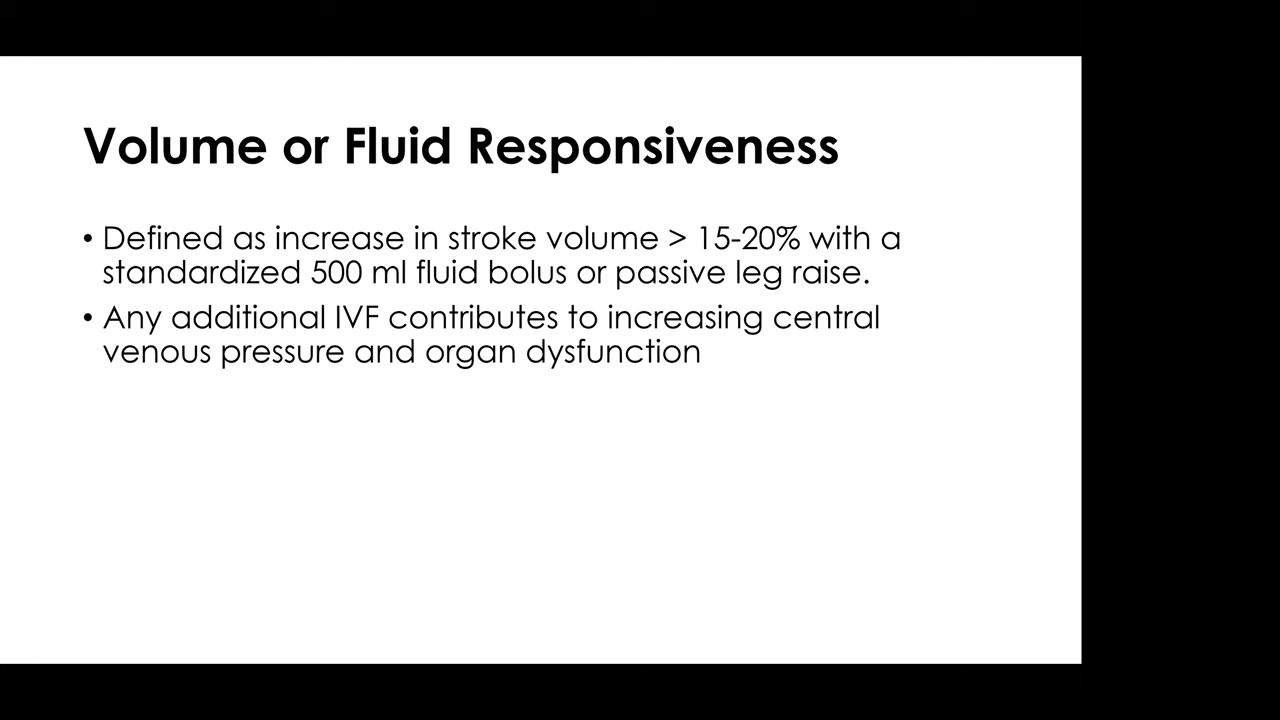 Volume or Fluid Responsiveness
• Defined as increase in stroke volume > 15-20% with a
standardized 500 ml fluid bolus or passive leg raise.
• Any additional IVF contributes to increasing central
venous pressure and organ dysfunction